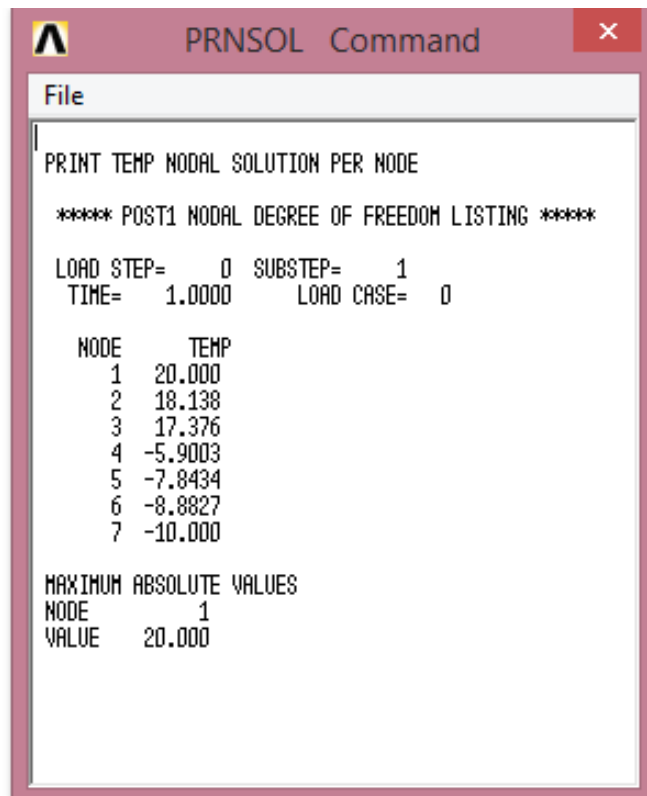 PRNSOL Command
File
PRINT TEMP NODAL SOLUTION PER NODE
***** POST1 NODAL DEGREE OF FREEDOM LISTING *****
LOAD STEP= 0 SUBSTEP= 1
TIME= 1.0000 LOAD CASE= 0
NODE TEMP
1 20.000
2 18.138
3 17.376
4 -5.9003
5 -7.8434
6 -8.8827
7 -10.000
MAXIMUM ABSOLUTE VALUES
NODE 1
VALUE 20.000